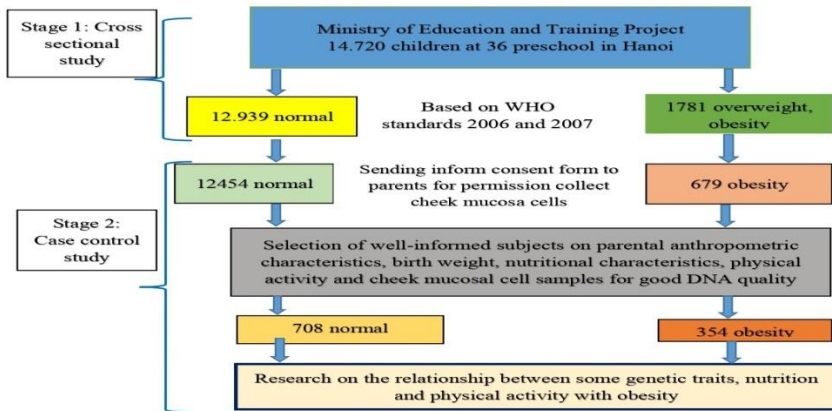 Stage 1: Cross
sectional
study
Ministry of Education and Training Project
14.720 children at 36 preschool in Hanoi
12.939 normal
Based on WHO
standards 2006 and 2007
1781 overweight,
obesity
12454 normal
Sending inform consent form to
parents for permission collect
cheek mucosa cells
679 obesity
Stage 2:
Case control
study
Selection of well-informed subjects on parental anthropometric
characteristics, birth weight, nutritional characteristics, physical
activity and cheek mucosal cell samples for good DNA quality
708 normal
354 obesity
Research on the relationship between some genetic traits, nutrition
and physical activity with obesity